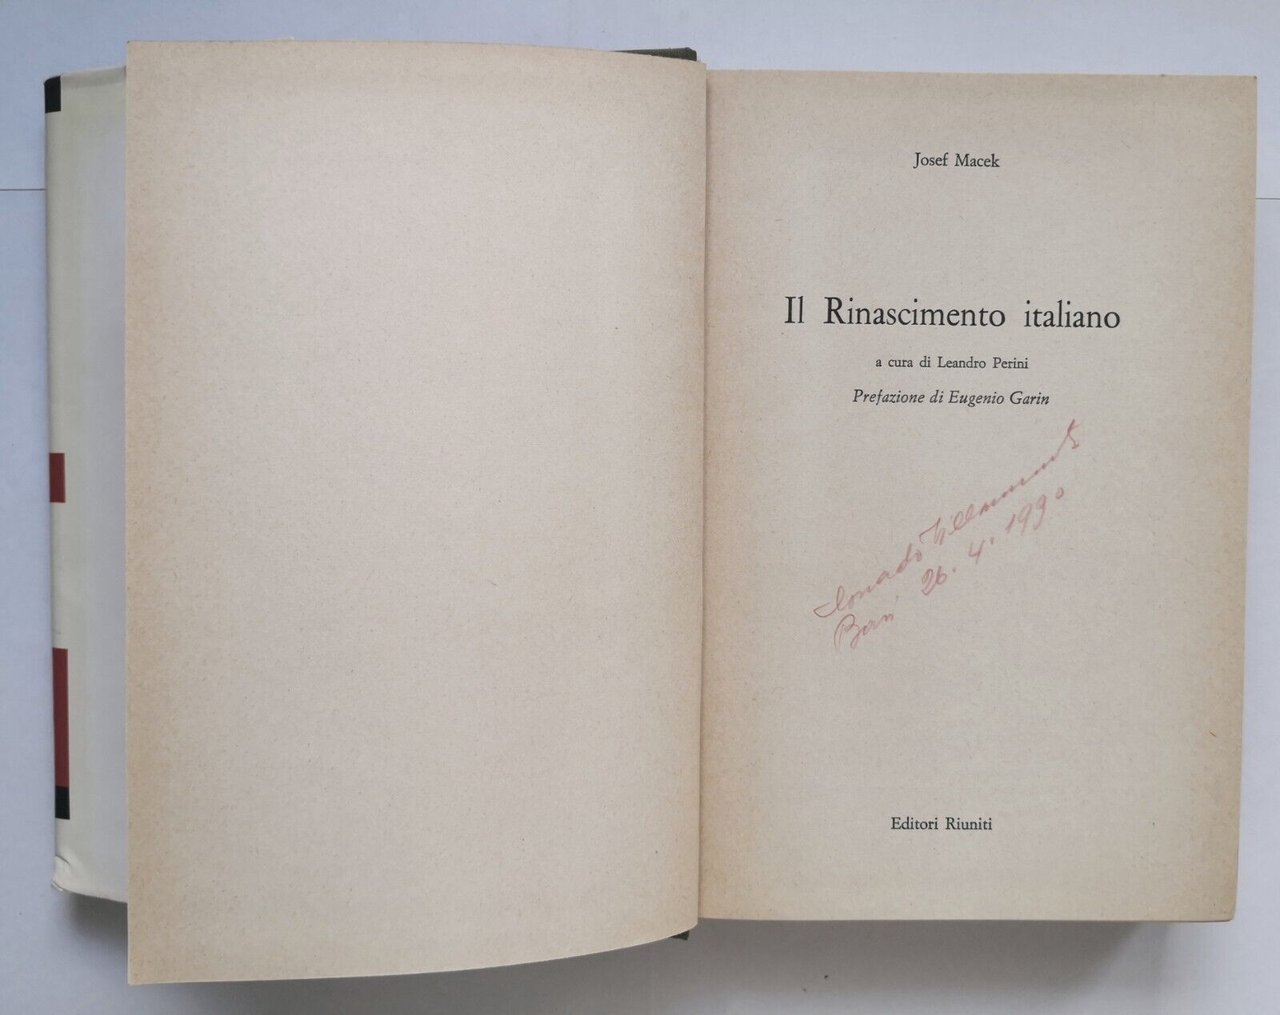 Josef Macek
Il Rinascimento italiano
a cura di Leandro Perini
Prefazione di Eugenio Garin
Bari 26.4.1990
Editori Riuniti